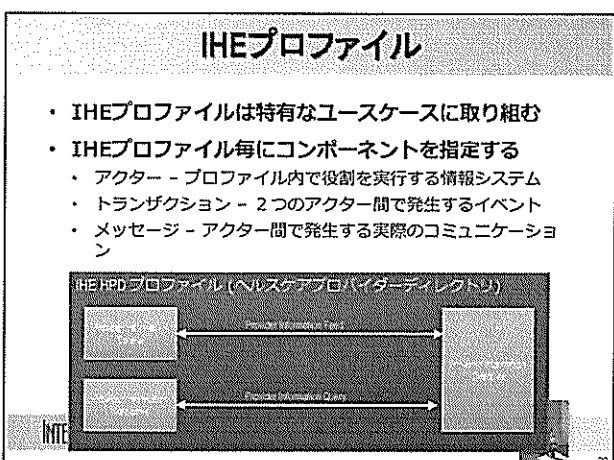 IHEプロファイル
・ IHEプロファイルは特有なユースケースに取り組む
・ IHEプロファイル毎にコンポーネントを指定する
・ アクター – プロファイル内で役割を実行する情報システム
・ トランザクション – 2つのアクター間で発生するイベント
・ メッセージ – アクター間で発生する実際のコミュニケーショ
ン
IHE HPD プロファイル (ヘルスケアプロバイダーディレクトリ)
Provider Information Feed
Provider Information Query